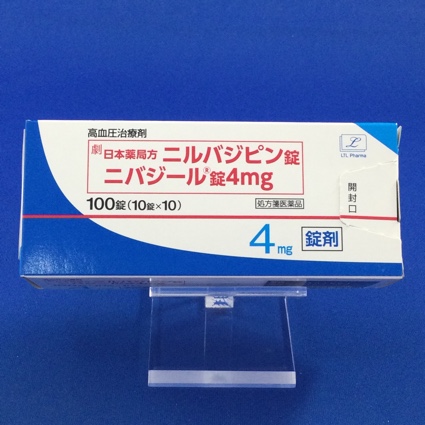 高血圧治療剤
劇 日本薬局方 ニルバジピン錠
ニバジール®錠4mg
100錠(10錠×10)
処方箋医薬品
4mg 錠剤
LTL Pharma
開封口